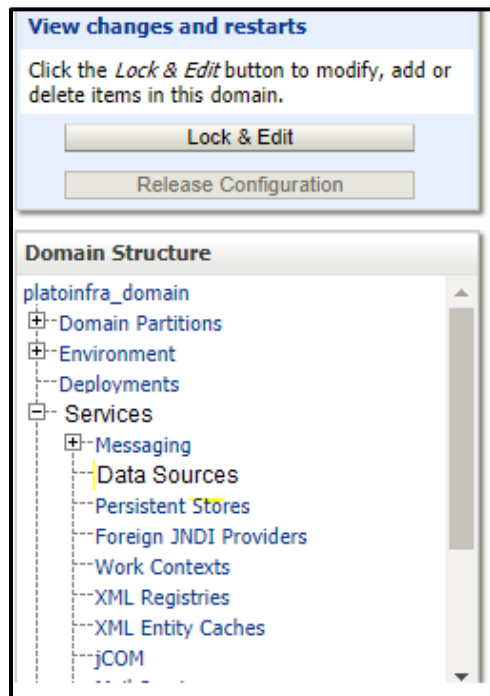 View changes and restarts
Click the Lock & Edit button to modify, add or
delete items in this domain.
Lock & Edit
Release Configuration
Domain Structure
platoinfra_domain
Domain Partitions
Environment
Deployments
Services
Messaging
Data Sources
Persistent Stores
Foreign JNDI Providers
Work Contexts
XML Registries
XML Entity Caches
jCOM